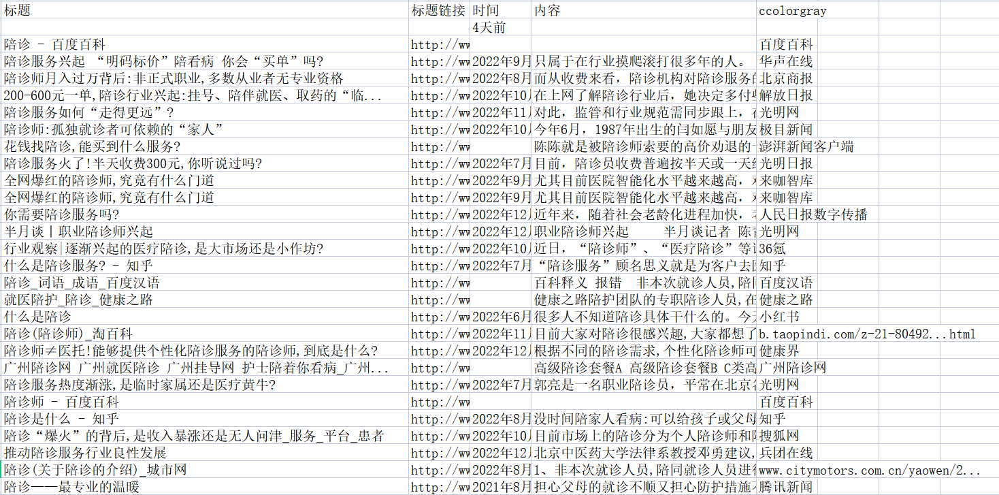 标题 标题链接 时间 内容 ccolorgray
4天前
陪诊 - 百度百科 http://ww 百度百科
陪诊服务兴起 “明码标价”陪看病 你会“买单”吗? http://ww 2022年9月 只属于在行业摸爬滚打很多年的人。 华声在线
陪诊师月入过万背后:非正式职业,多数从业者无专业资格 http://ww 2022年8月 而从收费来看，陪诊机构对陪诊服务的 北京商报
200-600元一单,陪诊行业兴起:挂号、陪伴就医、取药的“临... http://ww 2022年10月 在上网了解陪诊行业后，她决定多付些 解放日报
陪诊服务如何“走得更远”? http://ww 2022年11月 对此，监管和行业规范需同步跟上，在 光明网
陪诊师:孤独就诊者可依赖的“家人” http://ww 2022年10月 今年6月，1987年出生的闫如愿与朋友 极目新闻
花钱找陪诊,能买到什么服务? http://ww 陈陈就是被陪诊师索要的高价劝退的一 澎湃新闻客户端
陪诊服务火了!半天收费300元,你听说过吗? http://ww 2022年7月 目前，陪诊员收费普遍按半天或一天 光明日报
全网爆红的陪诊师,究竟有什么门道 http://ww 2022年9月 尤其目前医院智能化水平越来越高， 来咖智库
全网爆红的陪诊师,究竟有什么门道 http://ww 2022年9月 尤其目前医院智能化水平越来越高， 来咖智库
你需要陪诊服务吗? http://ww 2022年12月 近年来，随着社会老龄化进程加快， 人民日报数字传播
半月谈丨职业陪诊师兴起 http://ww 2022年12月 职业陪诊师兴起 半月谈记者 陈青 光明网
行业观察|逐渐兴起的医疗陪诊,是大市场还是小作坊? http://ww 2022年10月 近日，“陪诊师”、“医疗陪诊”等 36氪
什么是陪诊服务? - 知乎 http://ww 2022年7月 “陪诊服务”顾名思义就是为客户去医 知乎
陪诊_词语_成语_百度汉语 http://ww 百科释义 报错 非本次就诊人员,陪同 百度汉语
就医陪护_陪诊_健康之路 http://ww 健康之路陪护团队的专职陪诊人员,在 健康之路
什么是陪诊 http://ww 2022年6月 很多人不知道陪诊具体干什么的。今天 小红书
陪诊(陪诊师)_淘百科 http://ww 2022年11月 目前大家对陪诊很感兴趣,大家都想了 b.taopindi.com/z-21-80492...html
陪诊师≠医托!能够提供个性化陪诊服务的陪诊师,到底是什么? http://ww 2022年12月 根据不同的陪诊需求,个性化陪诊师可 健康界
广州陪诊网 广州就医陪诊 广州挂导网 护士陪着你看病_广州... http://ww 高级陪诊套餐A 高级陪诊套餐B C类高 广州陪诊网
陪诊服务热度渐涨,是临时家属还是医疗黄牛? http://ww 2022年7月 郭亮是一名职业陪诊员，平常在北京 光明网
陪诊师 - 百度百科 http://ww 百度百科
陪诊是什么 - 知乎 http://ww 2022年8月 没时间陪家人看病:可以给孩子或父母 知乎
陪诊“爆火”的背后,是收入暴涨还是无人问津_服务_平台_患者 http://ww 2022年10月 目前市场上的陪诊分为个人陪诊师和陪 搜狐网
推动陪诊服务行业良性发展 http://ww 2022年12月 北京中医药大学法律系教授邓勇建议, 兵团在线
陪诊(关于陪诊的介绍)_城市网 http://ww 2022年8月 1、非本次就诊人员,陪同就诊人员进行 www.citymotors.com.cn/yaowen/2...
陪诊——最专业的温暖 http://ww 2021年8月 担心父母的就诊不顺又担心防护措施不 腾讯新闻